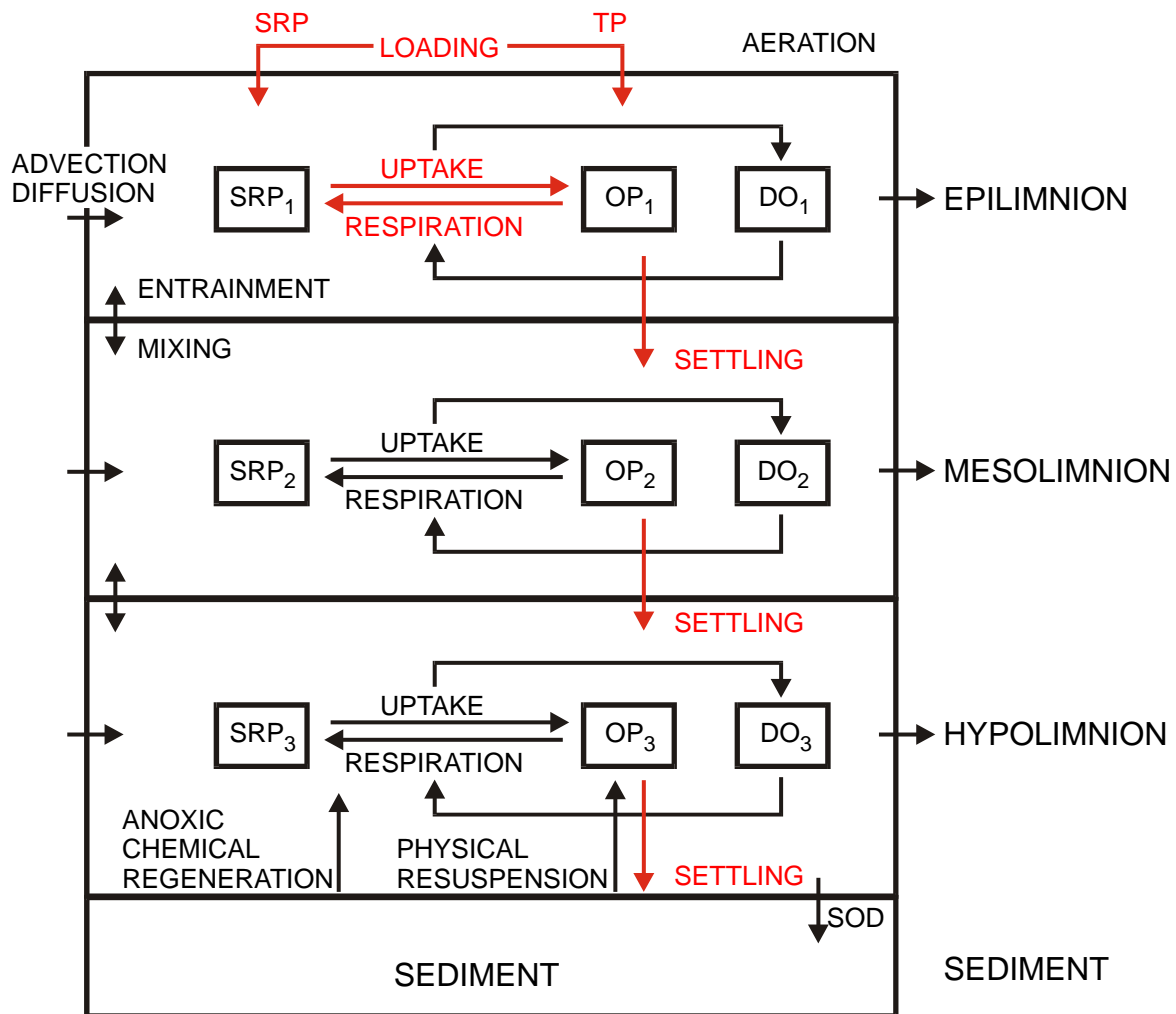 SRP TP
LOADING
AERATION
ADVECTION
DIFFUSION
UPTAKE
SRP1 OP1 DO1
RESPIRATION
EPILIMNION
ENTRAINMENT
MIXING
SETTLING
UPTAKE
SRP2 OP2 DO2
RESPIRATION
MESOLIMNION
SETTLING
UPTAKE
SRP3 OP3 DO3
RESPIRATION
HYPOLIMNION
ANOXIC
CHEMICAL
REGENERATION
PHYSICAL
RESUSPENSION
SETTLING
SOD
SEDIMENT
SEDIMENT